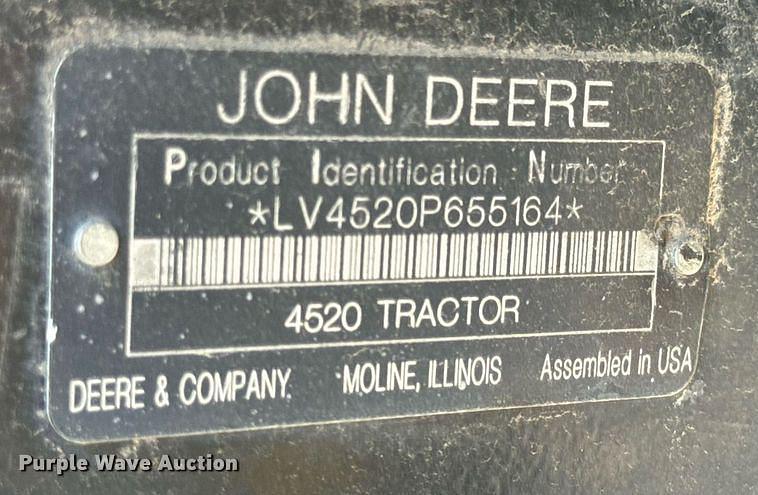 JOHN DEERE
Product Identification Number
*LV4520P655164*
4520 TRACTOR
DEERE & COMPANY. MOLINE, ILLINOIS Assembled in USA
Purple Wave Auction